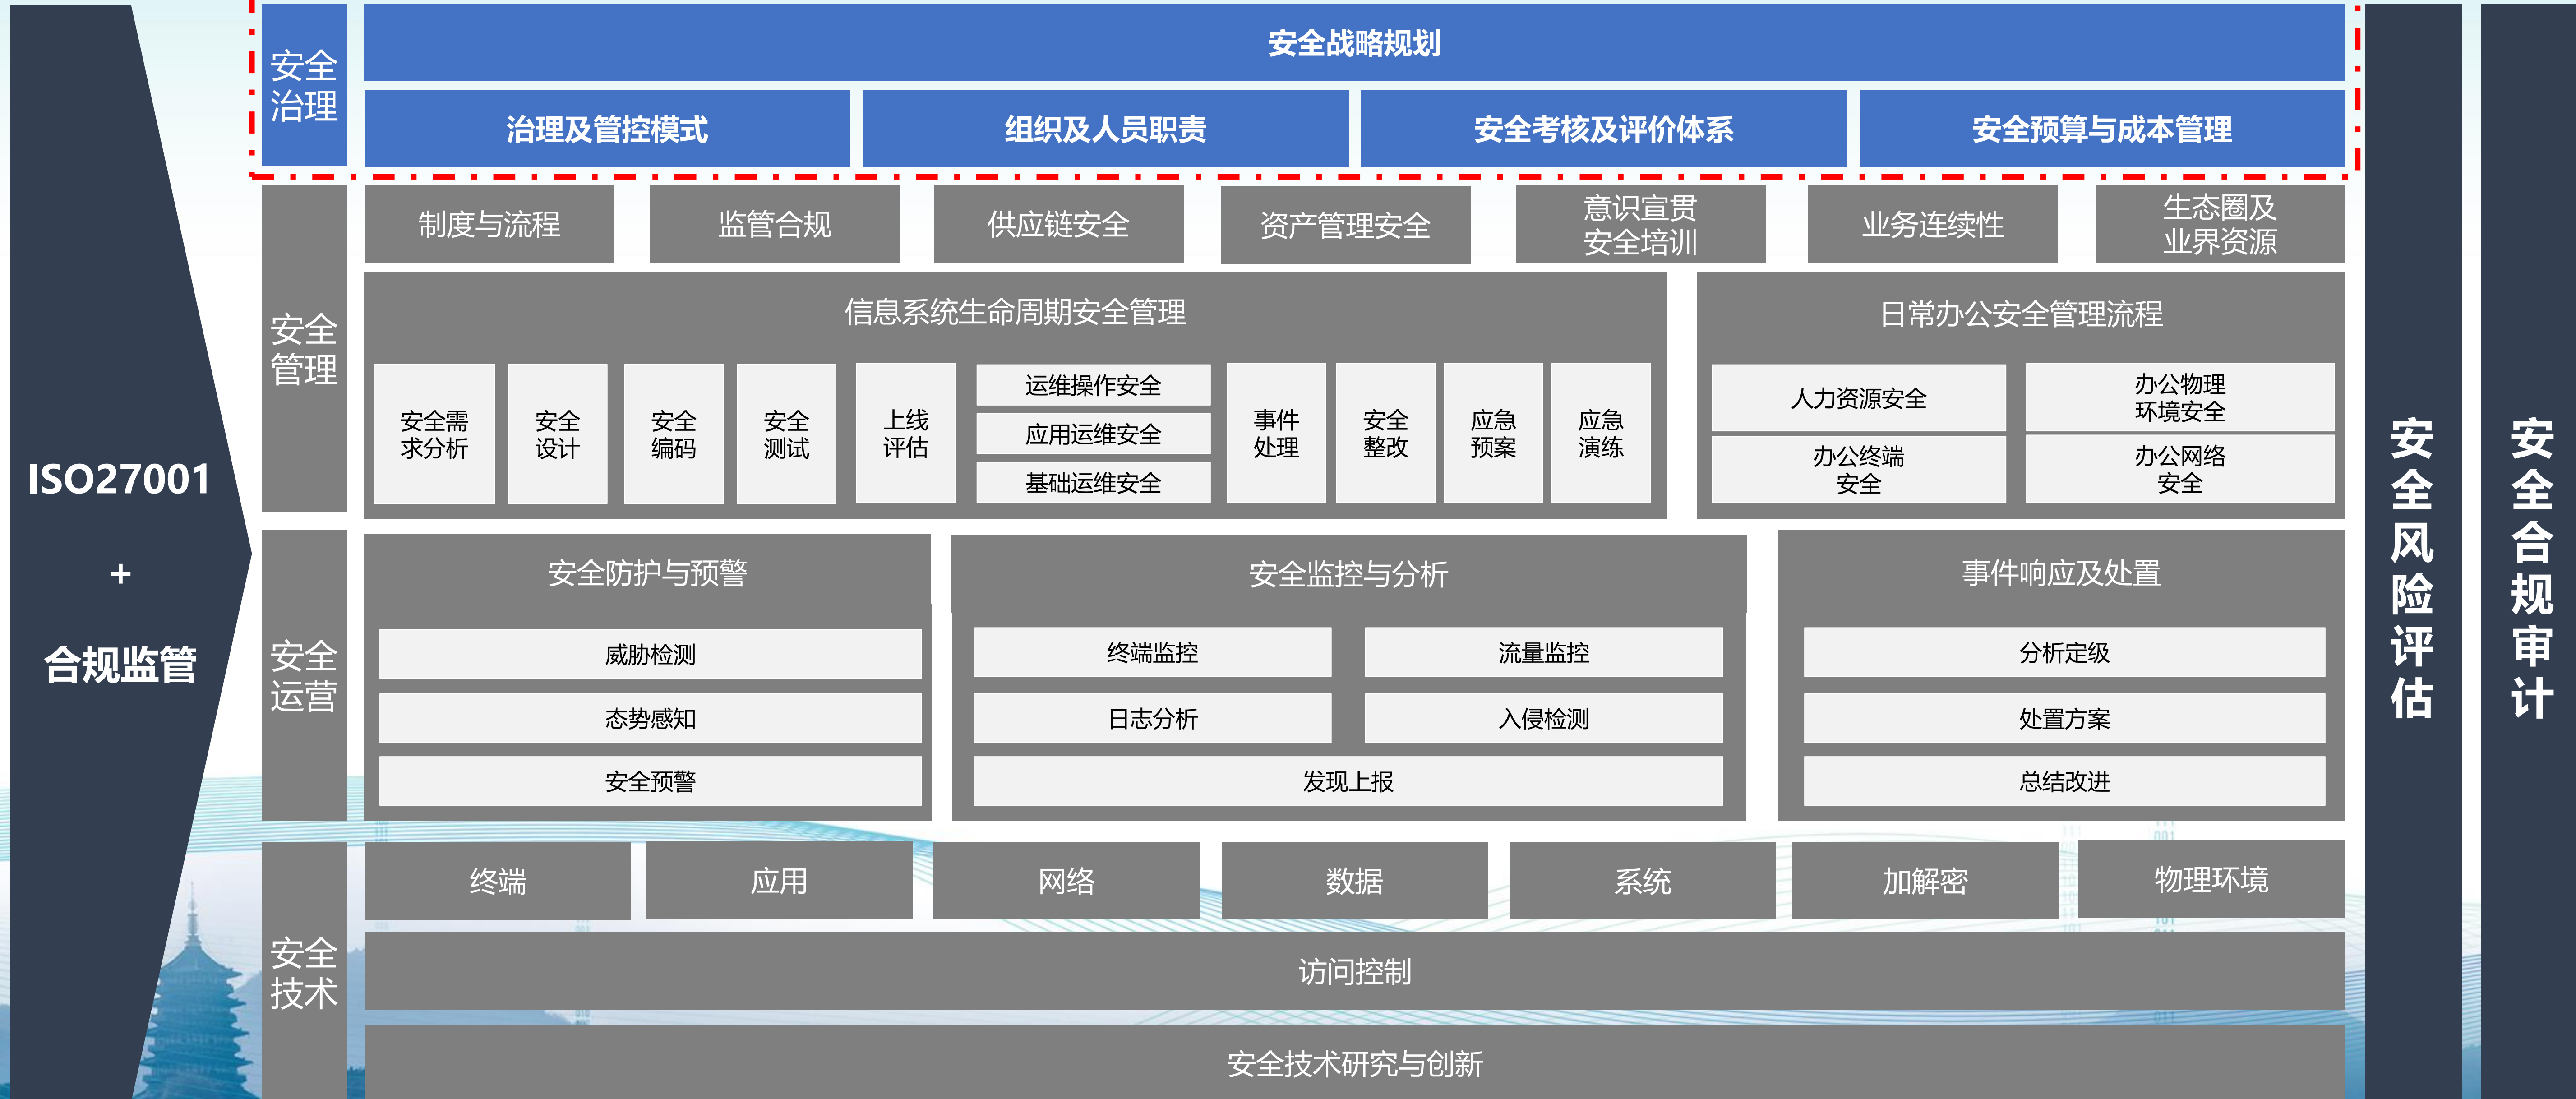 ISO27001
+
合规监管
安全
治理
安全战略规划
治理及管控模式
组织及人员职责
安全考核及评价体系
安全预算与成本管理
安全
管理
制度与流程
监管合规
供应链安全
资产管理安全
意识宣贯
安全培训
业务连续性
生态圈及
业界资源
信息系统生命周期安全管理
安全需
求分析
安全
设计
安全
编码
安全
测试
上线
评估
运维操作安全
应用运维安全
基础运维安全
事件
处理
安全
整改
应急
预案
应急
演练
日常办公安全管理流程
人力资源安全
办公物理
环境安全
办公终端
安全
办公网络
安全
安全
运营
安全防护与预警
威胁检测
态势感知
安全预警
安全监控与分析
终端监控
流量监控
日志分析
入侵检测
发现上报
事件响应及处置
分析定级
处置方案
总结改进
安全
技术
终端
应用
网络
数据
系统
加解密
物理环境
访问控制
安全技术研究与创新
安全风险评估
安全合规审计